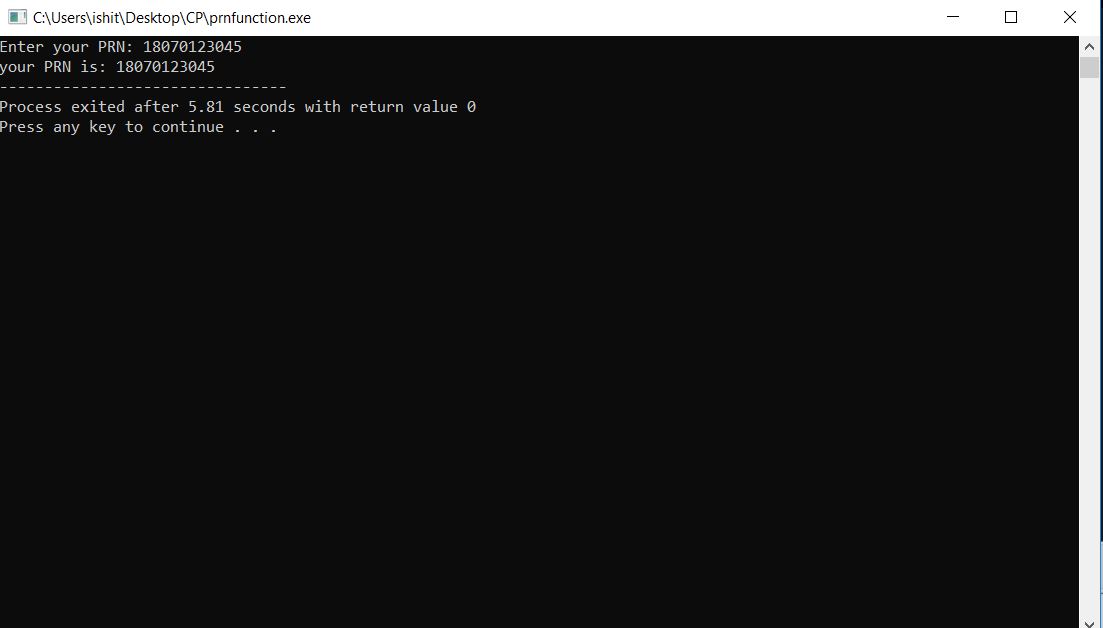 C:\Users\ishit\Desktop\CP\prnfunction.exe
Enter your PRN: 18070123045
your PRN is: 18070123045
--------------------------------
Process exited after 5.81 seconds with return value 0
Press any key to continue . . .